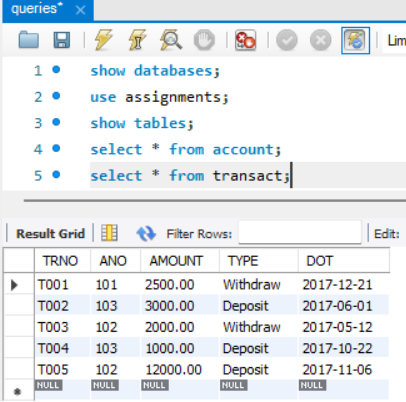 queries*
Lim
1 show databases;
2 use assignments;
3 show tables;
4 select * from account;
5 select * from transact;
Result Grid Filter Rows: Edit:
TRNO ANO AMOUNT TYPE DOT
T001 101 2500.00 Withdraw 2017-12-21
T002 103 3000.00 Deposit 2017-06-01
T003 102 2000.00 Withdraw 2017-05-12
T004 103 1000.00 Deposit 2017-10-22
T005 102 12000.00 Deposit 2017-11-06
NULL NULL NULL NULL NULL